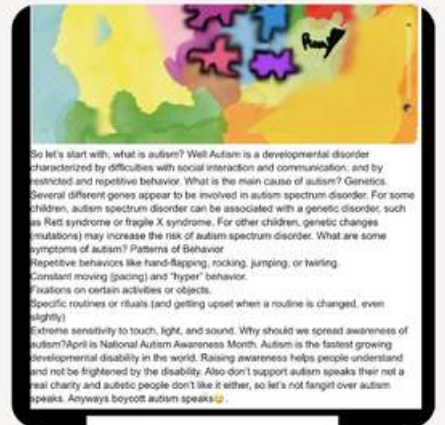 So let's start with, what is autism? Well Autism is a developmental disorder
characterized by difficulties with social interaction and communication, and by
restricted and repetitive behavior. What is the main cause of autism? Genetics.
Several different genes appear to be involved in autism spectrum disorder. For some
children, autism spectrum disorder can be associated with a genetic disorder, such
as Rett syndrome or fragile X syndrome. For other children, genetic changes
(mutations) may increase the risk of autism spectrum disorder. What are some
symptoms of autism? Patterns of Behavior
Repetitive behaviors like hand-flapping, rocking, jumping, or twirling.
Constant moving (pacing) and "hyper" behavior.
Fixations on certain activities or objects.
Specific routines or rituals (and getting upset when a routine is changed, even
slightly)
Extreme sensitivity to touch, light, and sound. Why should we spread awareness of
autism?April is National Autism Awareness Month. Autism is the fastest growing
developmental disability in the world. Raising awareness helps people understand
and not be frightened by the disability. Also don't support autism speaks their not a
real charity and autistic people don't like it either, so let's not fangirl over autism
speaks. Anyways boycott autism speaks😄.